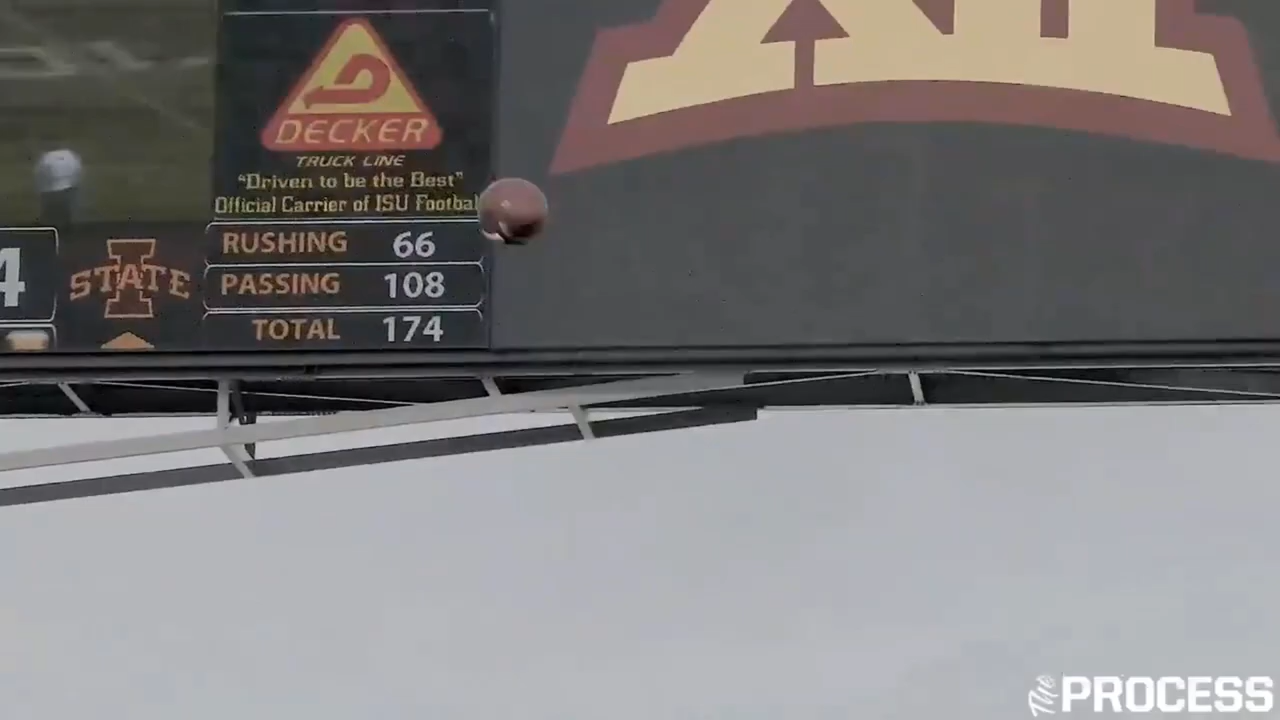 DECKER
TRUCK LINE
"Driven to be the Best"
Official Carrier of ISU Footbal
4
STATE
RUSHING 66
PASSING 108
TOTAL 174
The PROCESS